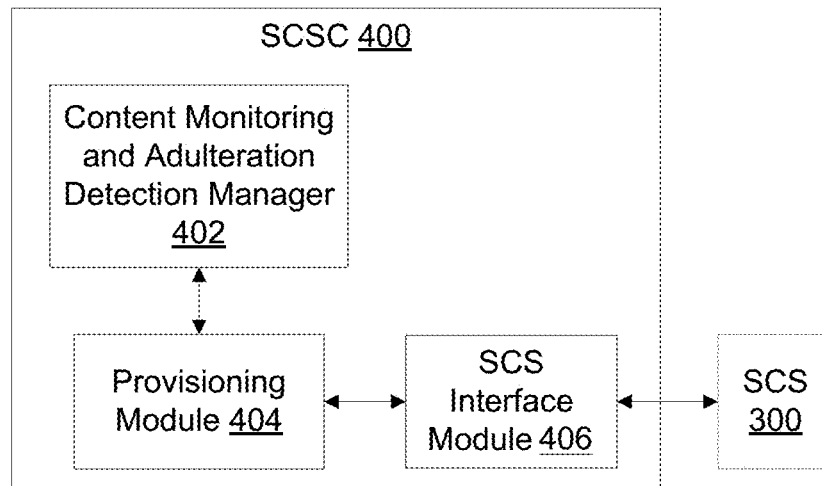 SCSC 400
Content Monitoring
and Adulteration
Detection Manager
402
Provisioning
Module 404
SCS
Interface
Module 406
SCS
300